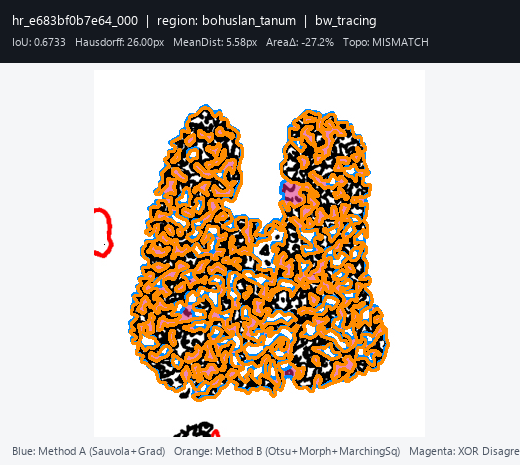 hr_e683bf0b7e64_000 | region: bohuslan_tanum | bw_tracing
IoU: 0.6733 Hausdorff: 26.00px MeanDist: 5.58px AreaΔ: -27.2% Topo: MISMATCH
Blue: Method A (Sauvola+Grad) Orange: Method B (Otsu+Morph+MarchingSq) Magenta: XOR Disagre